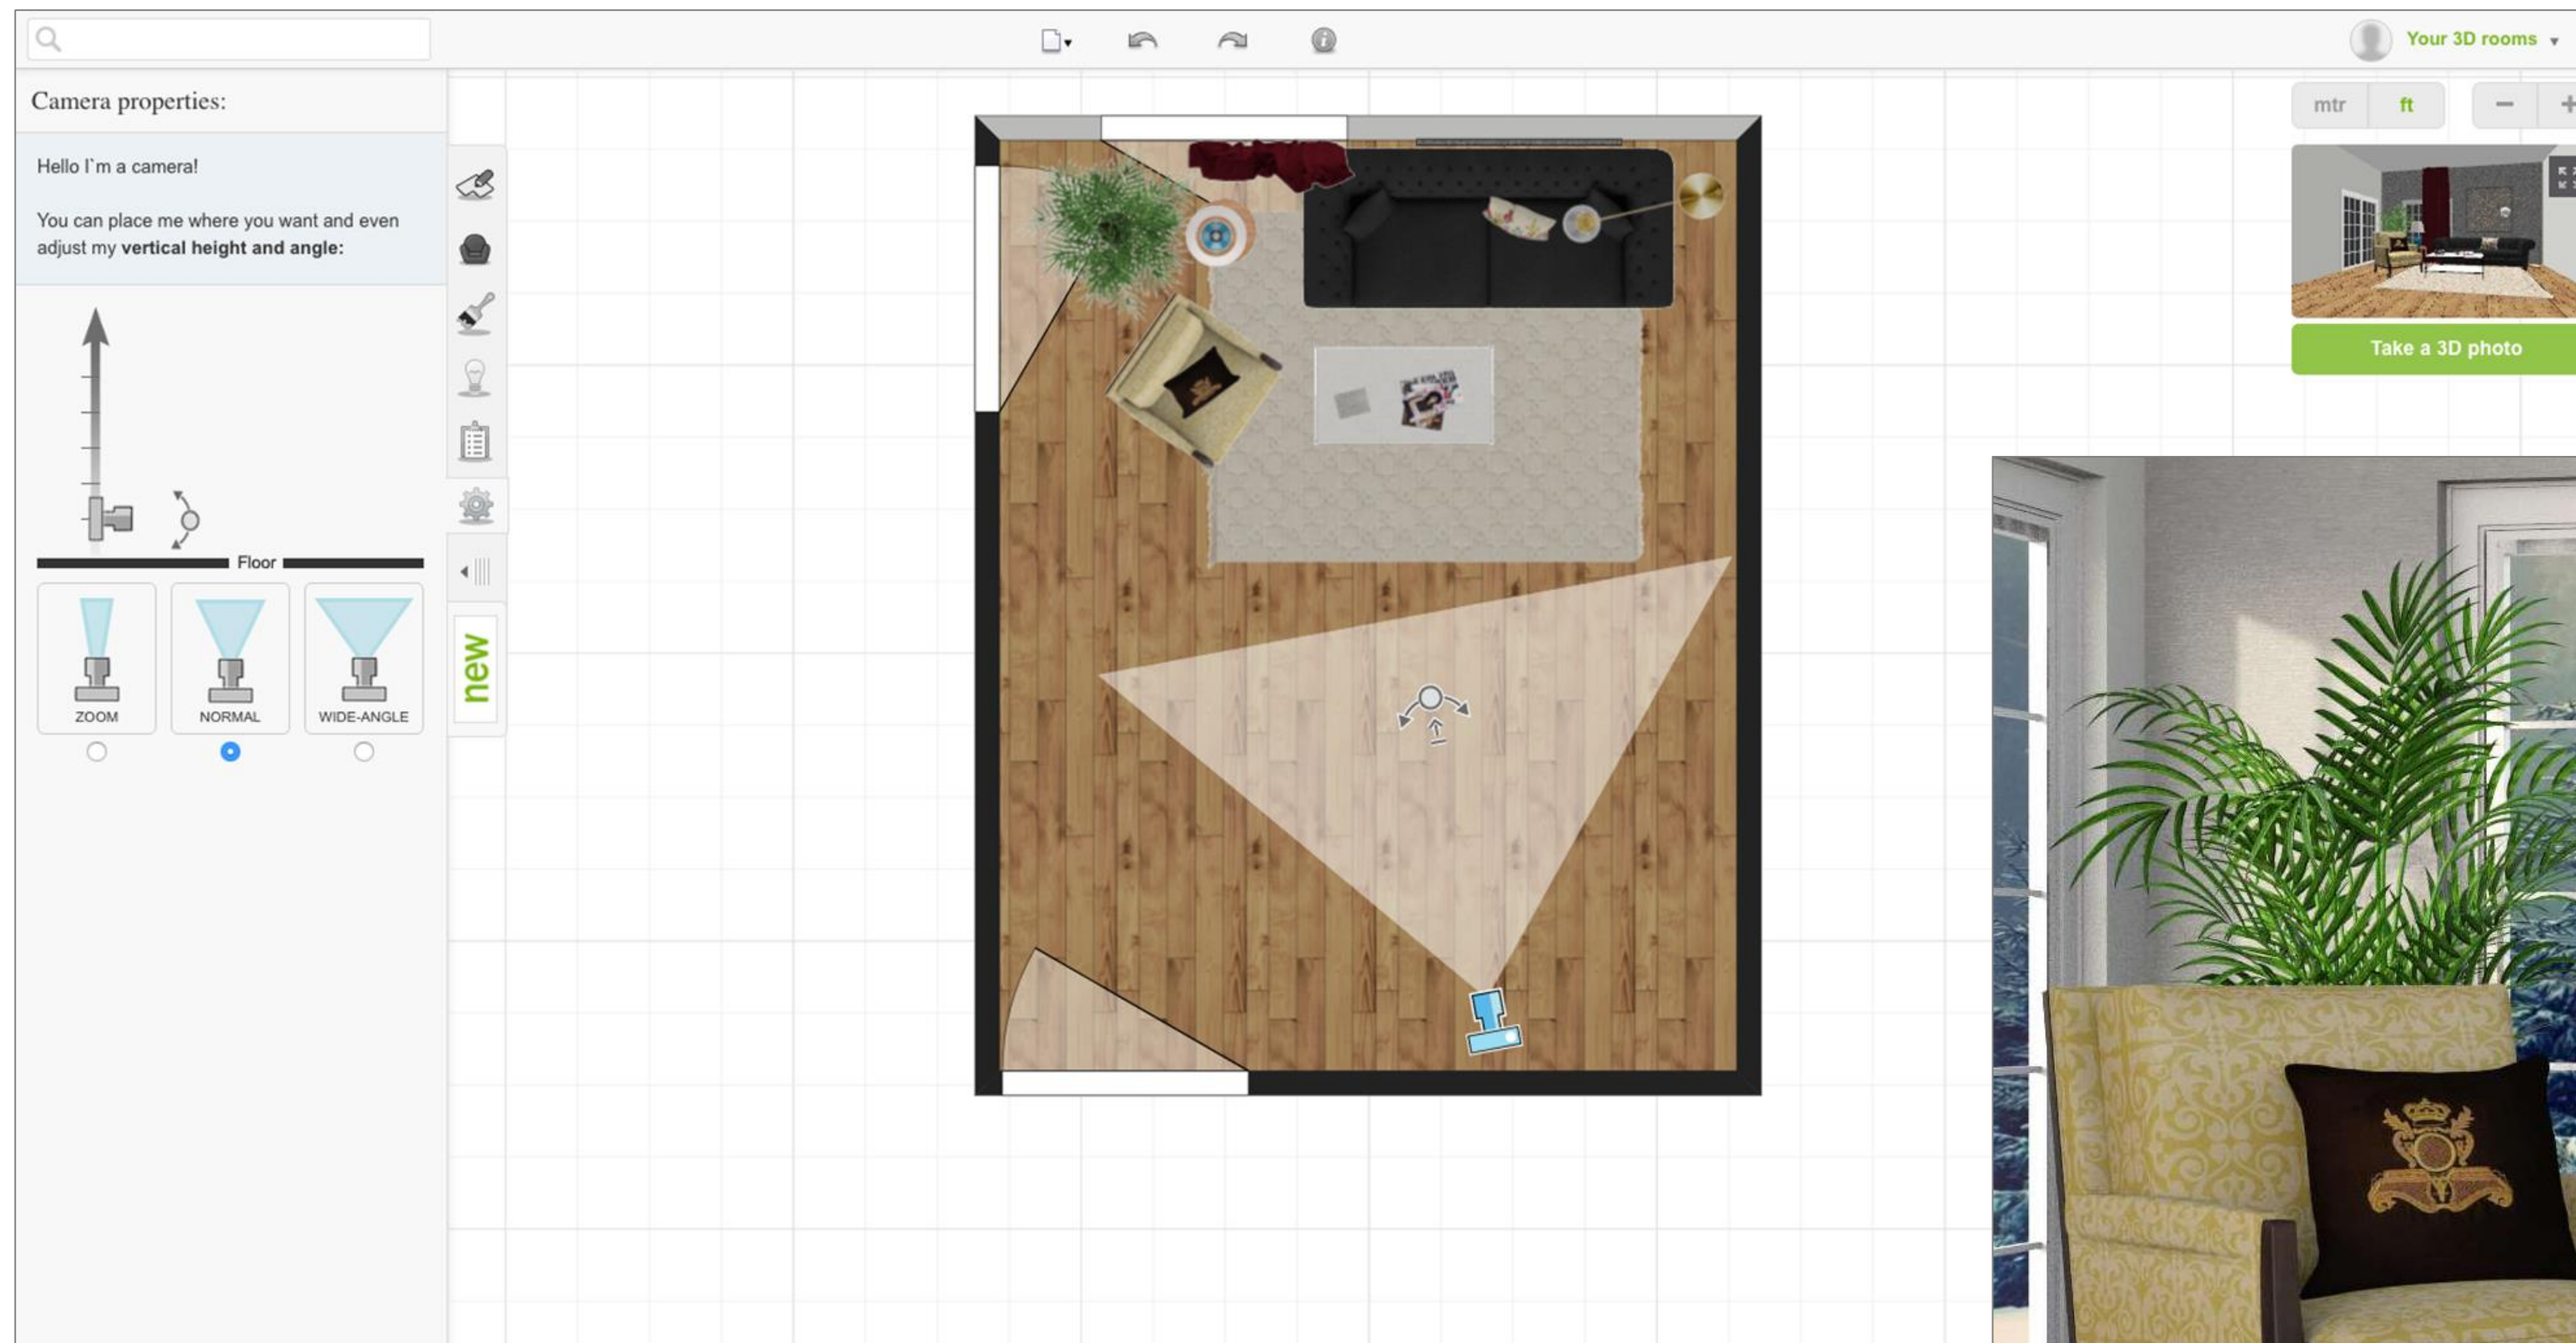 Your 3D rooms
Camera properties:
mtr
ft
Hello I`m a camera!
You can place me where you want and even
adjust my vertical height and angle:
Take a 3D photo
Floor
ZOOM
NORMAL
WIDE-ANGLE
new